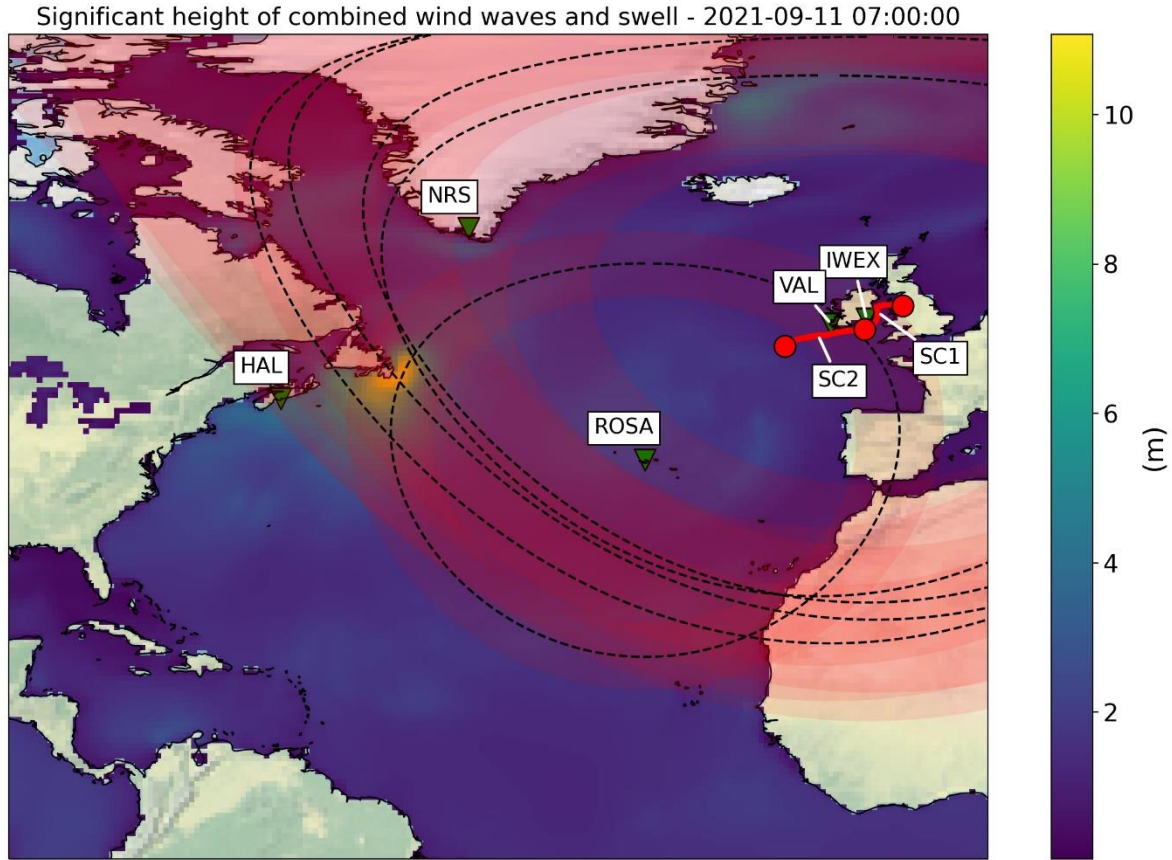 Significant height of combined wind waves and swell - 2021-09-11 07:00:00
NRS
IWEX
VAL
SC1
HAL
SC2
ROSA
10
8
6
4
2
(m)